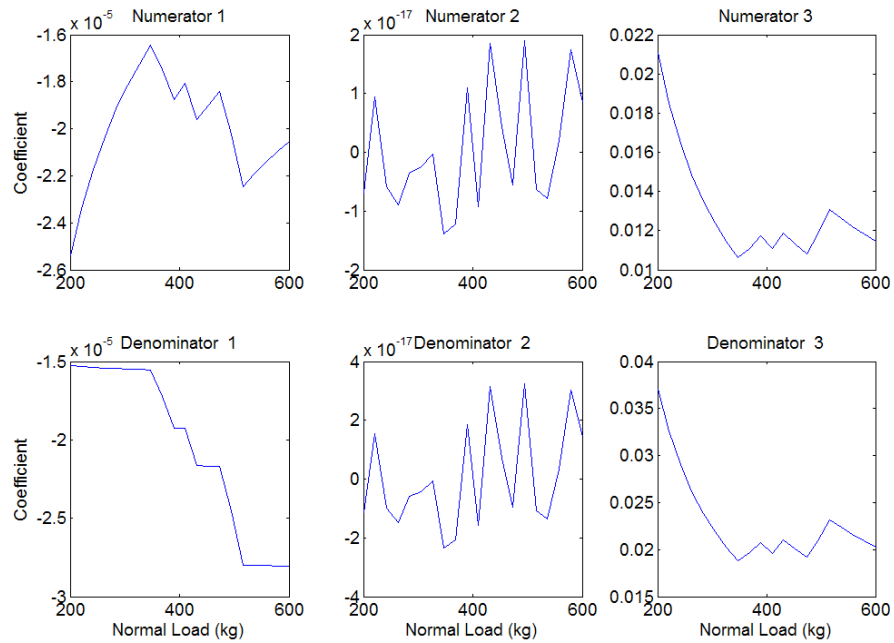 Numerator 1
Numerator 2
Numerator 3
x 10^-5
x 10^-17
-1.6
-1.8
-2
-2.2
-2.4
-2.6
Coefficient
200 400 600
2
1
0
-1
-2
200 400 600
0.022
0.02
0.018
0.016
0.014
0.012
0.01
200 400 600
Denominator 1
Denominator 2
Denominator 3
x 10^-5
x 10^-17
-1.5
-2
-2.5
-3
Coefficient
200 400 600
Normal Load (kg)
4
2
0
-2
-4
200 400 600
Normal Load (kg)
0.04
0.035
0.03
0.025
0.02
0.015
200 400 600
Normal Load (kg)